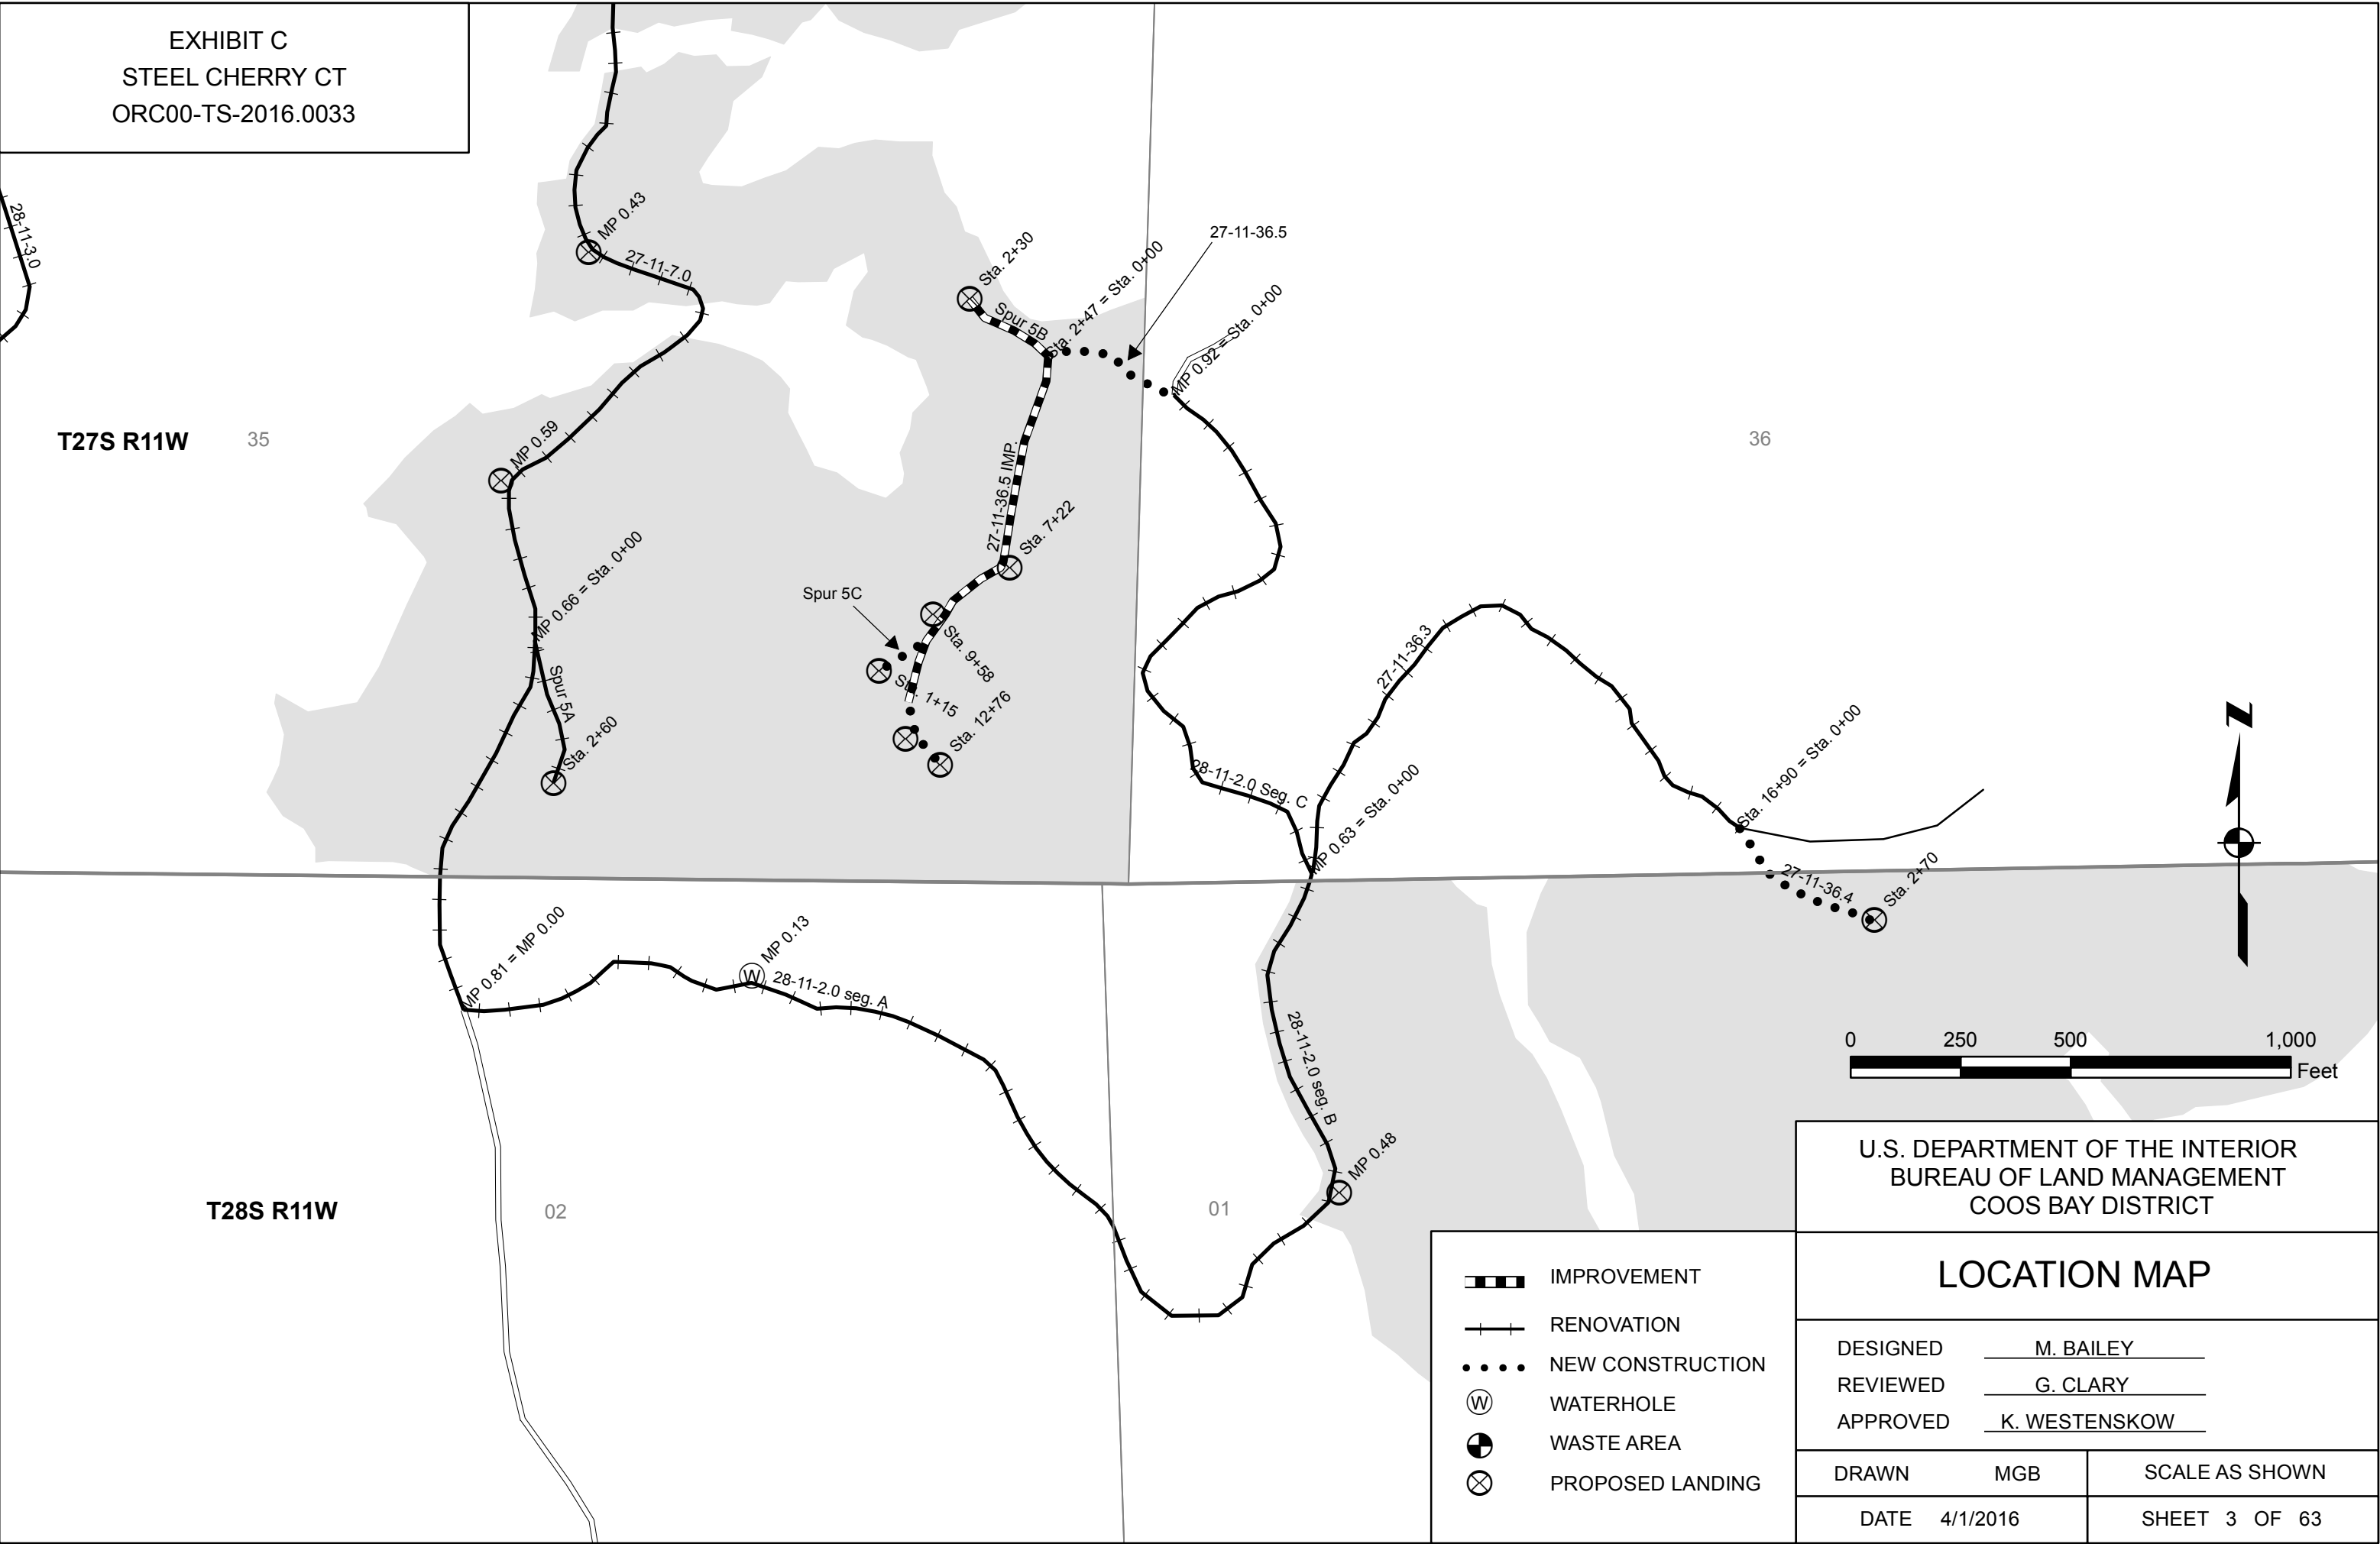 EXHIBIT C
STEEL CHERRY CT
ORC00-TS-2016.0033
28-11-3.0
MP 0.43
27-11-7.0
27-11-36.5
Sta. 2+30
Spur 5B
Sta. 2+47 = Sta. 0+00
MP 0.92 = Sta. 0+00
T27S R11W
35
36
MP 0.59
27-11-36.5 IMP.
Sta. 7+22
MP 0.66 = Sta. 0+00
Spur 5C
Sta. 9+58
1+15
Sta. 12+76
Spur 5A
Sta. 2+60
27-11-36.3
28-11-2.0 Seg. C
MP 0.63 = Sta. 0+00
Sta. 16+90 = Sta. 0+00
27-11-36.4
Sta. 2+70
N
MP 0.81 = MP 0.00
W
MP 0.13
28-11-2.0 seg. A
28-11-2.0 seg. B
MP 0.48
T28S R11W
02
01
0 250 500 1,000
Feet
IMPROVEMENT
RENOVATION
NEW CONSTRUCTION
W WATERHOLE
WASTE AREA
PROPOSED LANDING
U.S. DEPARTMENT OF THE INTERIOR
BUREAU OF LAND MANAGEMENT
COOS BAY DISTRICT
LOCATION MAP
DESIGNED M. BAILEY
REVIEWED G. CLARY
APPROVED K. WESTENSKOW
DRAWN MGB
SCALE AS SHOWN
DATE 4/1/2016
SHEET 3 OF 63